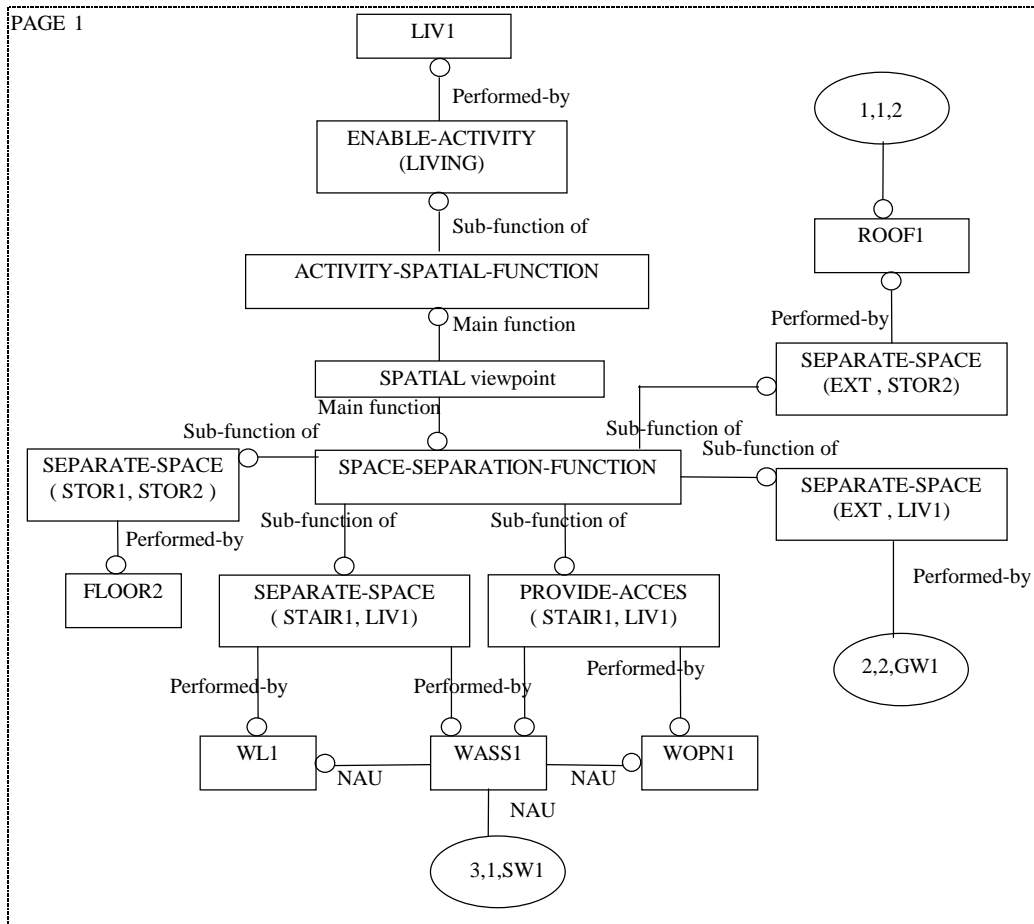 PAGE 1
LIV1
Performed-by
1,1,2
ENABLE-ACTIVITY
(LIVING)
Sub-function of
ROOF1
ACTIVITY-SPATIAL-FUNCTION
Main function
Performed-by
SPATIAL viewpoint
SEPARATE-SPACE
(EXT , STOR2)
Main function
Sub-function of
Sub-function of
Sub-function of
SEPARATE-SPACE
( STOR1, STOR2 )
SPACE-SEPARATION-FUNCTION
SEPARATE-SPACE
(EXT , LIV1)
Performed-by
Sub-function of
Sub-function of
Performed-by
FLOOR2
SEPARATE-SPACE
( STAIR1, LIV1)
PROVIDE-ACCES
( STAIR1, LIV1)
Performed-by
Performed-by
Performed-by
2,2,GW1
WL1
NAU
WASS1
NAU
WOPN1
NAU
3,1,SW1